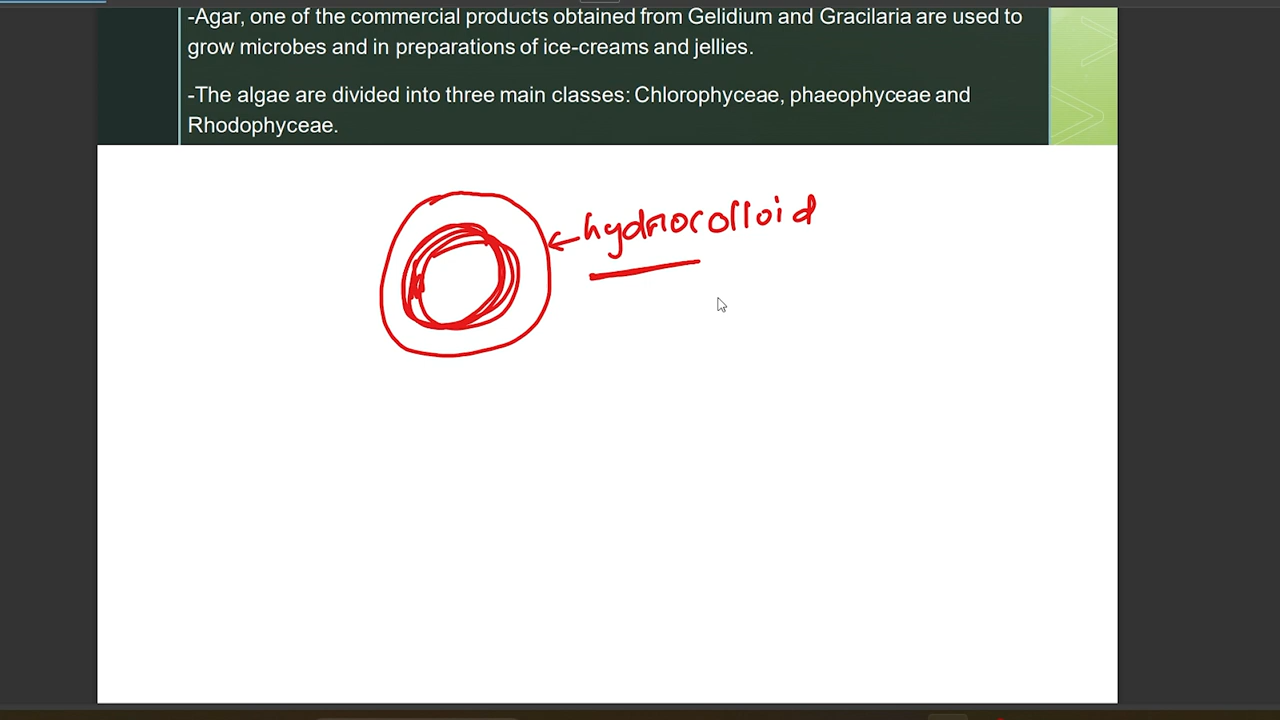 -Agar, one of the commercial products obtained from Gelidium and Gracilaria are used to
grow microbes and in preparations of ice-creams and jellies.
-The algae are divided into three main classes: Chlorophyceae, phaeophyceae and
Rhodophyceae.
hydrocolloid